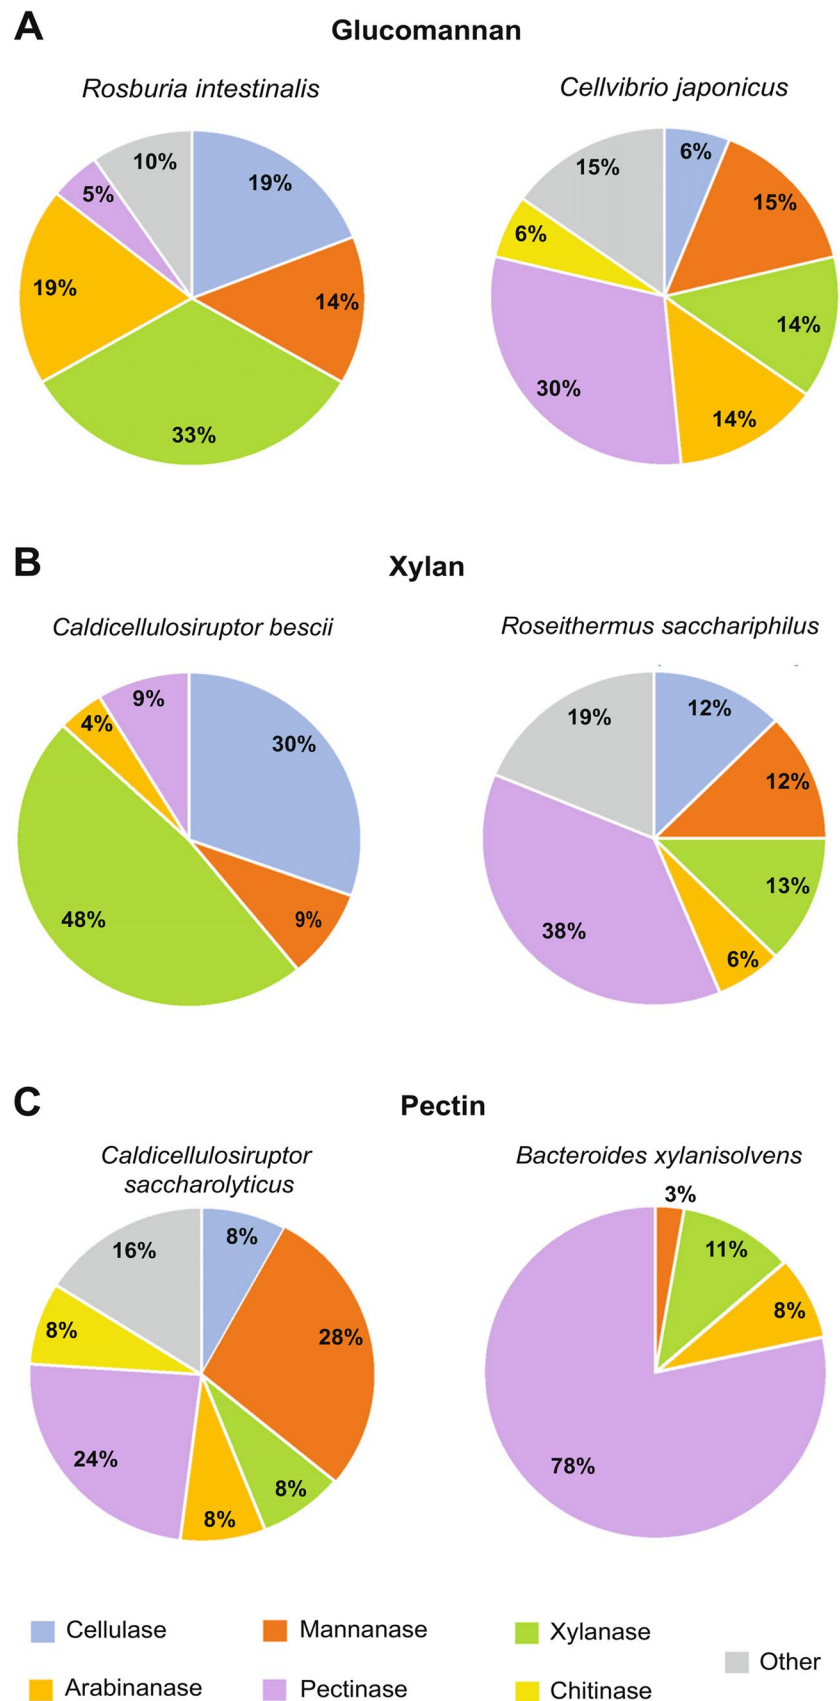 A
Glucomannan
Rosburia intestinalis
Cellvibrio japonicus
10%
19%
5%
19%
14%
33%
6%
15%
15%
6%
14%
30%
14%
B
Xylan
Caldicellulosiruptor bescii
Roseithermus sacchariphilus
9%
4%
30%
48%
9%
19%
12%
12%
13%
38%
6%
C
Pectin
Caldicellulosiruptor
saccharolyticus
Bacteroides xylanisolvens
16%
8%
8%
28%
24%
8%
8%
3%
11%
8%
78%
Cellulase
Mannanase
Xylanase
Other
Arabinanase
Pectinase
Chitinase